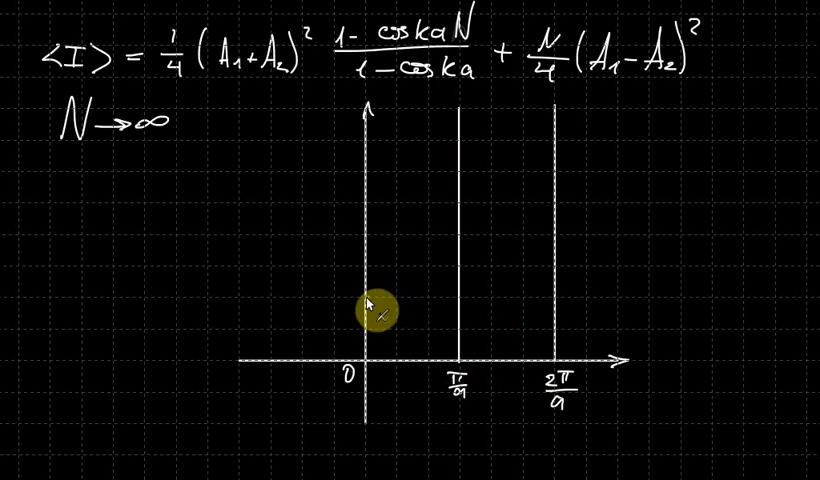 <I> = 1/4 (A₁+A₂)² (1 - cos kaN)/(1 - cos ka) + N/4 (A₁-A₂)²
N→∞
0 π/a 2π/a